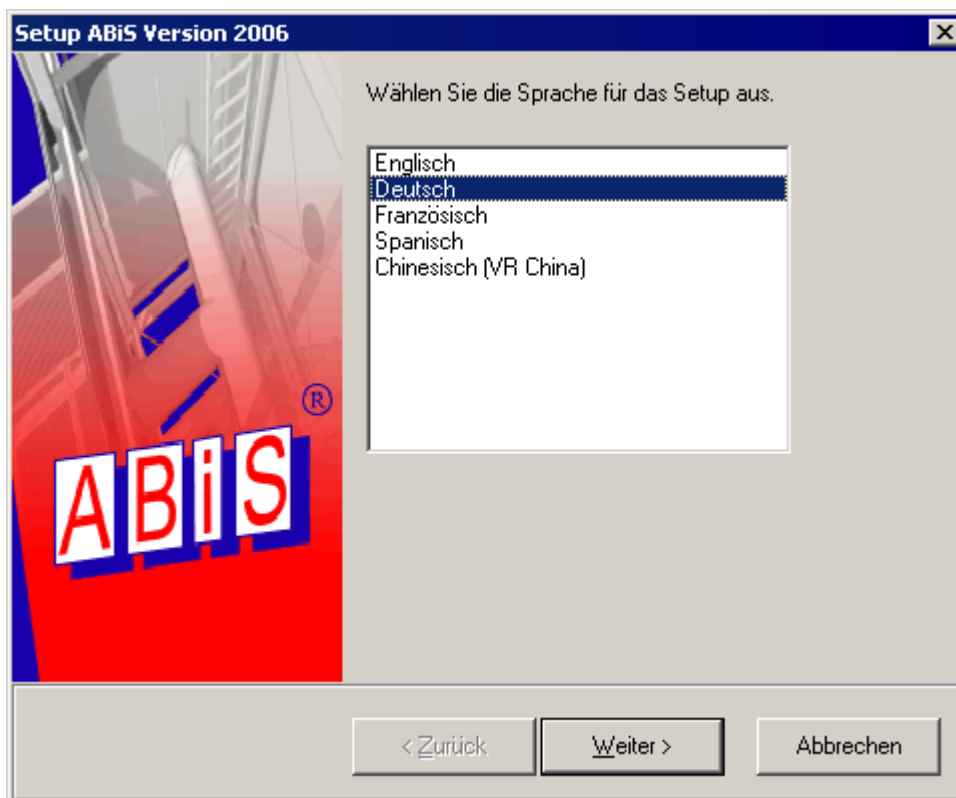 Setup ABiS Version 2006
Wählen Sie die Sprache für das Setup aus.
Englisch
Deutsch
Französisch
Spanisch
Chinesisch (VR China)
®
ABiS
< Zurück
Weiter >
Abbrechen